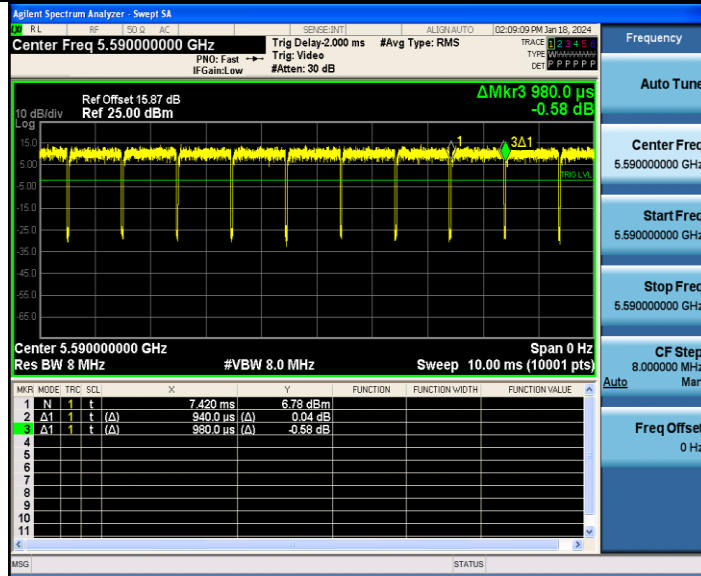 Agilent Spectrum Analyzer - Swept SA
RL RF 50 Ω AC SENSE:INT ALIGN AUTO 02:09:09 PM Jan 18, 2024
Center Freq 5.590000000 GHz
PNO: Fast
IFGain:Low
Trig Delay-2.000 ms
Trig: Video
#Atten: 30 dB
#Avg Type: RMS
TRACE 1 2 3 4 5 6
TYPE W
DET P P P P P P
Ref Offset 15.87 dB
10 dB/div Ref 25.00 dBm
Log
ΔMkr3 980.0 µs
-0.58 dB
15.0
5.00
-5.00
-15.0
-25.0
-35.0
-45.0
-55.0
-65.0
1
3Δ1
TRIG LVL
Center 5.590000000 GHz Span 0 Hz
Res BW 8 MHz #VBW 8.0 MHz Sweep 10.00 ms (10001 pts)
MKR MODE TRC SCL X Y FUNCTION FUNCTION WIDTH FUNCTION VALUE
1 N 1 t 7.420 ms 6.78 dBm
2 Δ1 1 t (Δ) 940.0 µs (Δ) 0.04 dB
3 Δ1 1 t (Δ) 980.0 µs (Δ) -0.58 dB
4
5
6
7
8
9
10
11
MSG STATUS
Frequency
Auto Tune
Center Freq
5.590000000 GHz
Start Freq
5.590000000 GHz
Stop Freq
5.590000000 GHz
CF Step
8.000000 MHz
Auto Man
Freq Offset
0 Hz